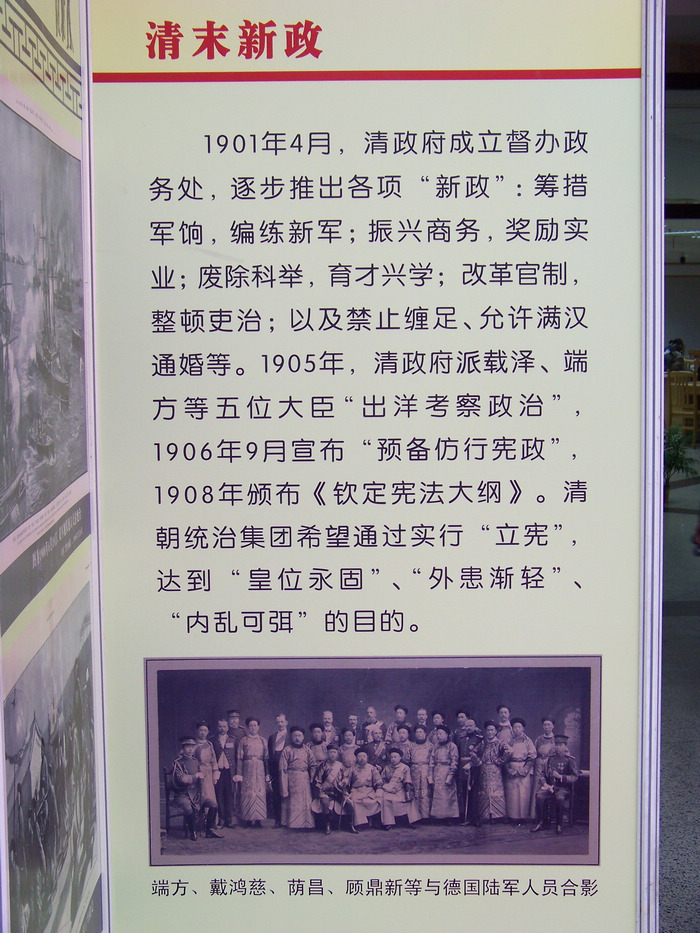 清末新政
1901年4月，清政府成立督办政
务处，逐步推出各项“新政”：筹措
军饷，编练新军；振兴商务，奖励实
业；废除科举，育才兴学；改革官制，
整顿吏治；以及禁止缠足、允许满汉
通婚等。1905年，清政府派载泽、端
方等五位大臣“出洋考察政治”，
1906年9月宣布“预备仿行宪政”，
1908年颁布《钦定宪法大纲》。清
朝统治集团希望通过实行“立宪”，
达到“皇位永固”、“外患渐轻”、
“内乱可弭”的目的。
端方、戴鸿慈、荫昌、顾鼎新等与德国陆军人员合影